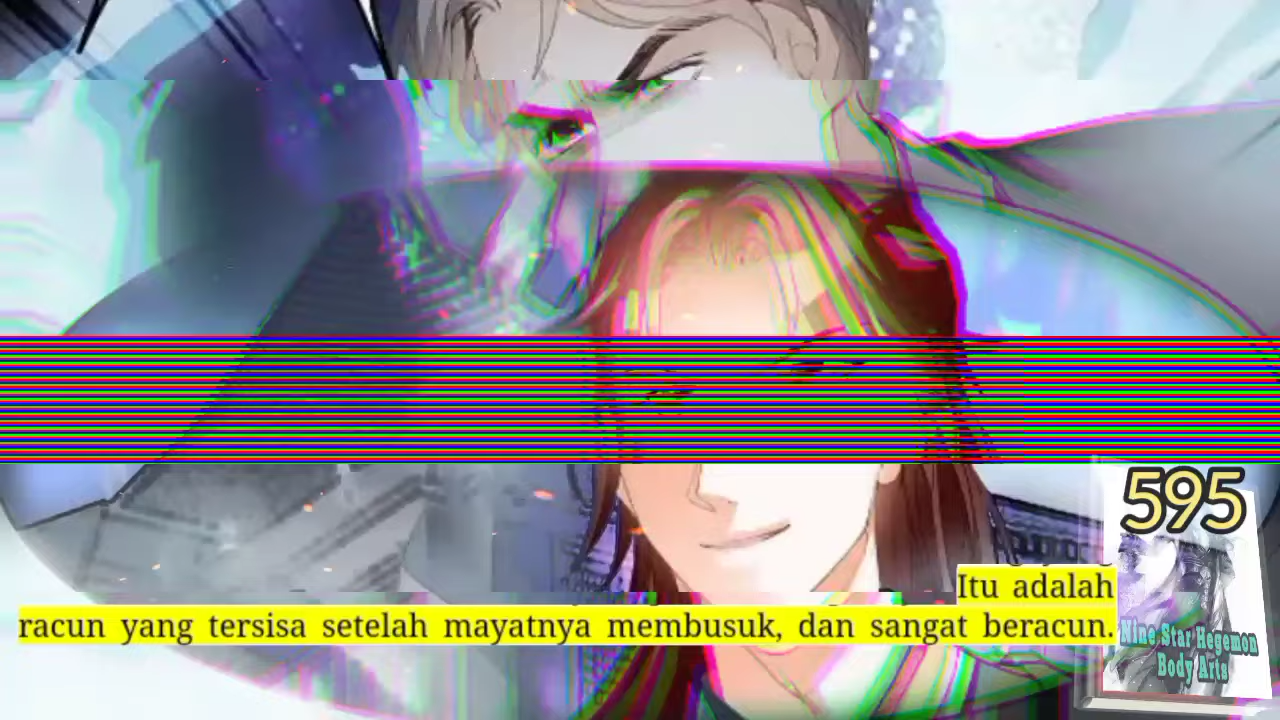 595
Itu adalah
racun yang tersisa setelah mayatnya membusuk, dan sangat beracun.
Nine Star Hegemon
Body Arts